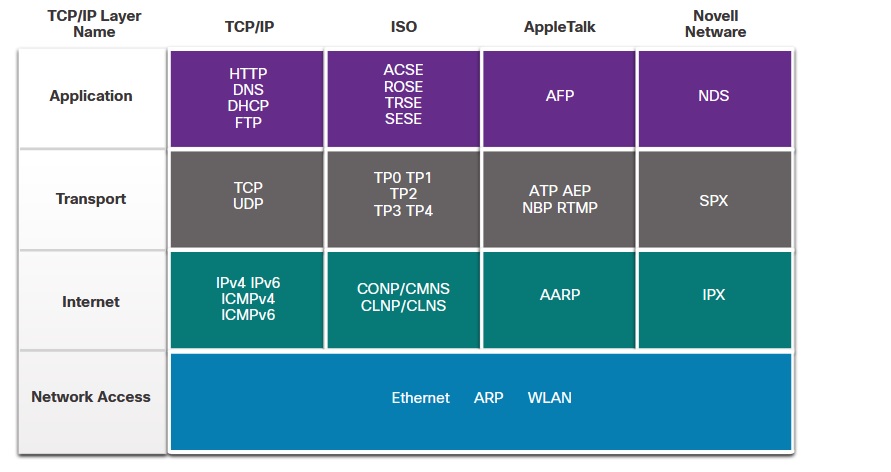 TCP/IP Layer
Name
TCP/IP
ISO
AppleTalk
Novell
Netware
Application
HTTP
DNS
DHCP
FTP
ACSE
ROSE
TRSE
SESE
AFP
NDS
Transport
TCP
UDP
TP0 TP1
TP2
TP3 TP4
ATP AEP
NBP RTMP
SPX
Internet
IPv4 IPv6
ICMPv4
ICMPv6
CONP/CMNS
CLNP/CLNS
AARP
IPX
Network Access
Ethernet ARP WLAN